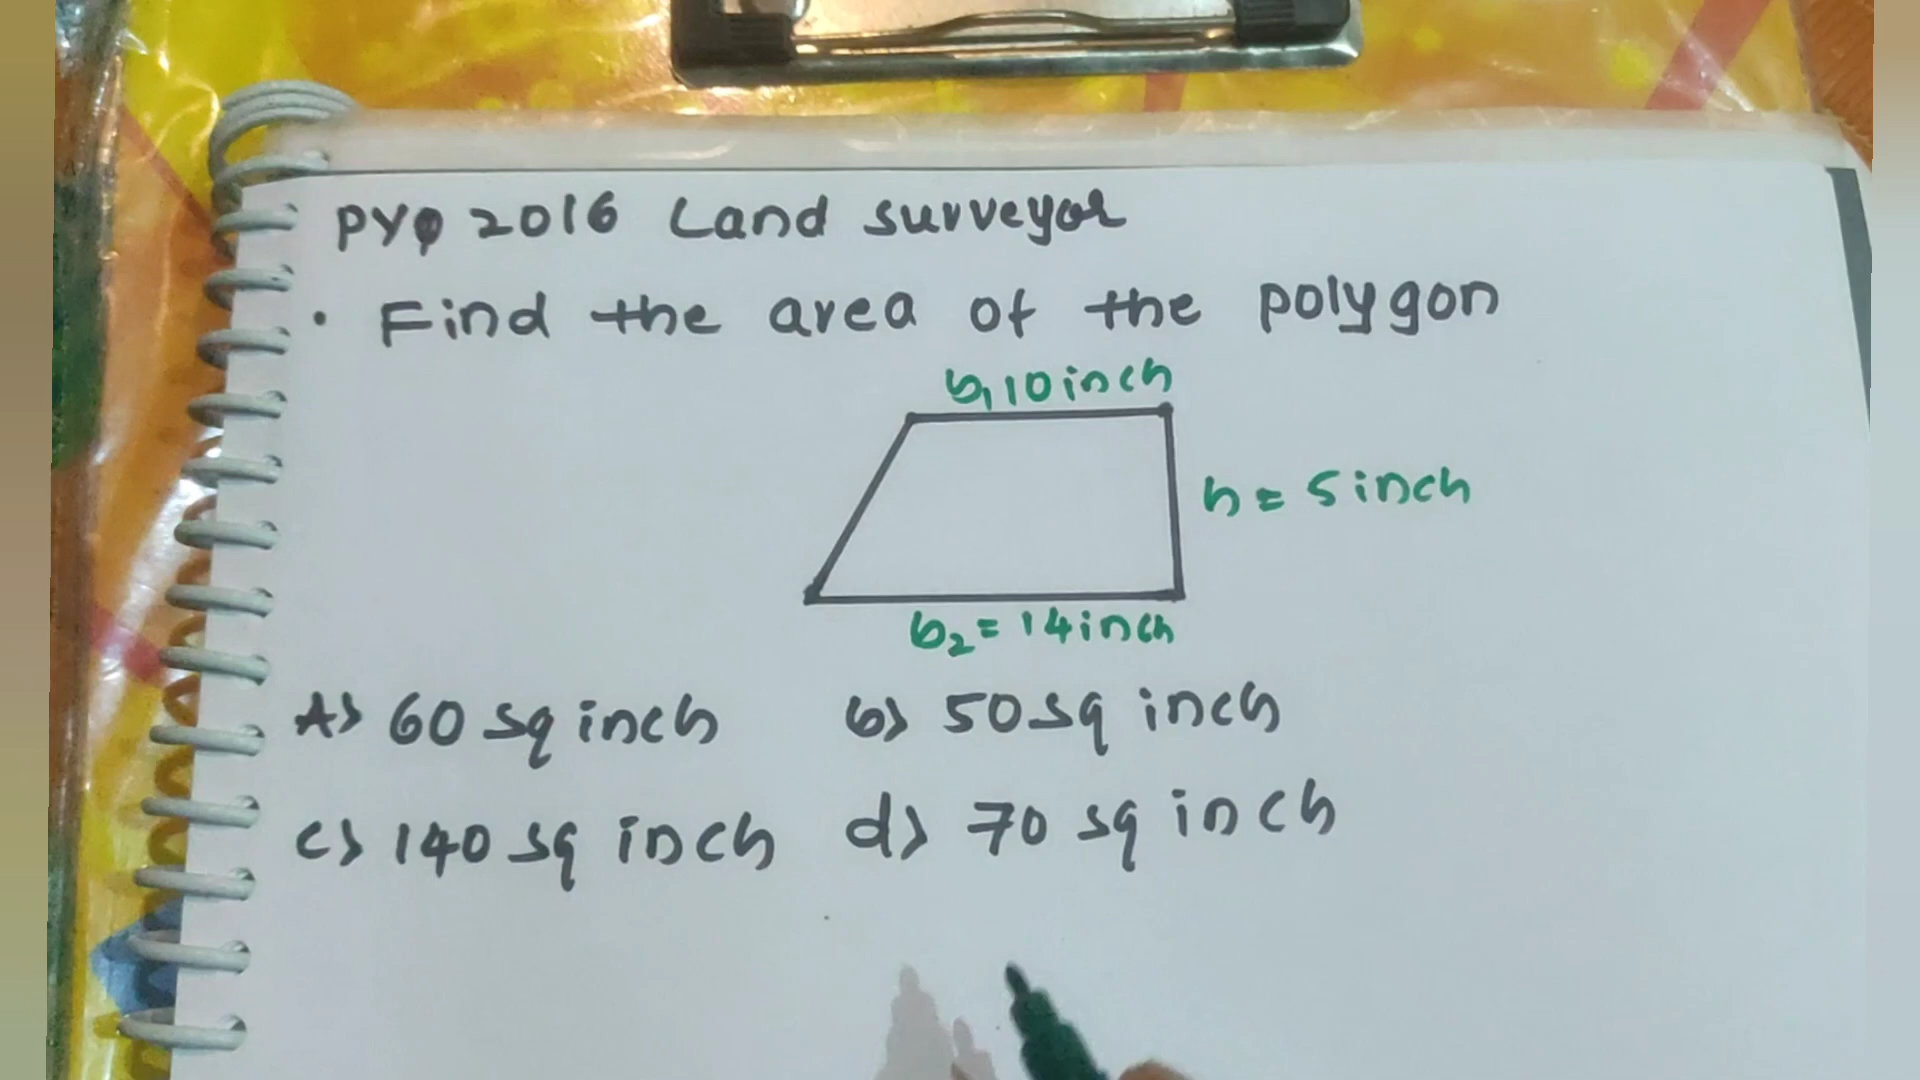 PYQ 2016 Land surveyor
• Find the area of the polygon
b₁ 10 inch
h = 5 inch
b₂ = 14 inch
A) 60 sq inch b) 50 sq inch
c) 140 sq inch d) 70 sq inch